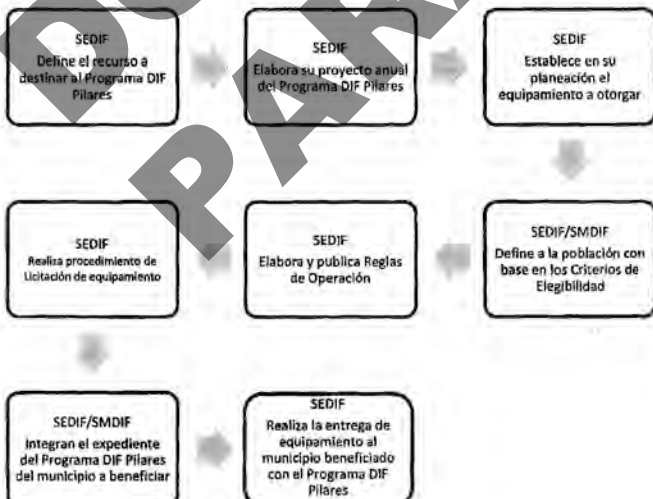 SEDIF
Define el recurso a
destinar al Programa DIF
Pilares
SEDIF
Elabora su proyecto anual
del Programa DIF Pilares
SEDIF
Establece en su
planeación el
equipamiento a otorgar
SEDIF/SMDIF
Define a la población con
base en los Criterios de
Elegibilidad
SEDIF
Elabora y publica Reglas
de Operación
SEDIF
Realiza procedimiento de
Licitación de equipamiento
SEDIF/SMDIF
Integran el expediente
del Programa DIF Pilares
del municipio a beneficiar
SEDIF
Realiza la entrega de
equipamiento al
municipio beneficiado
con el Programa DIF
Pilares